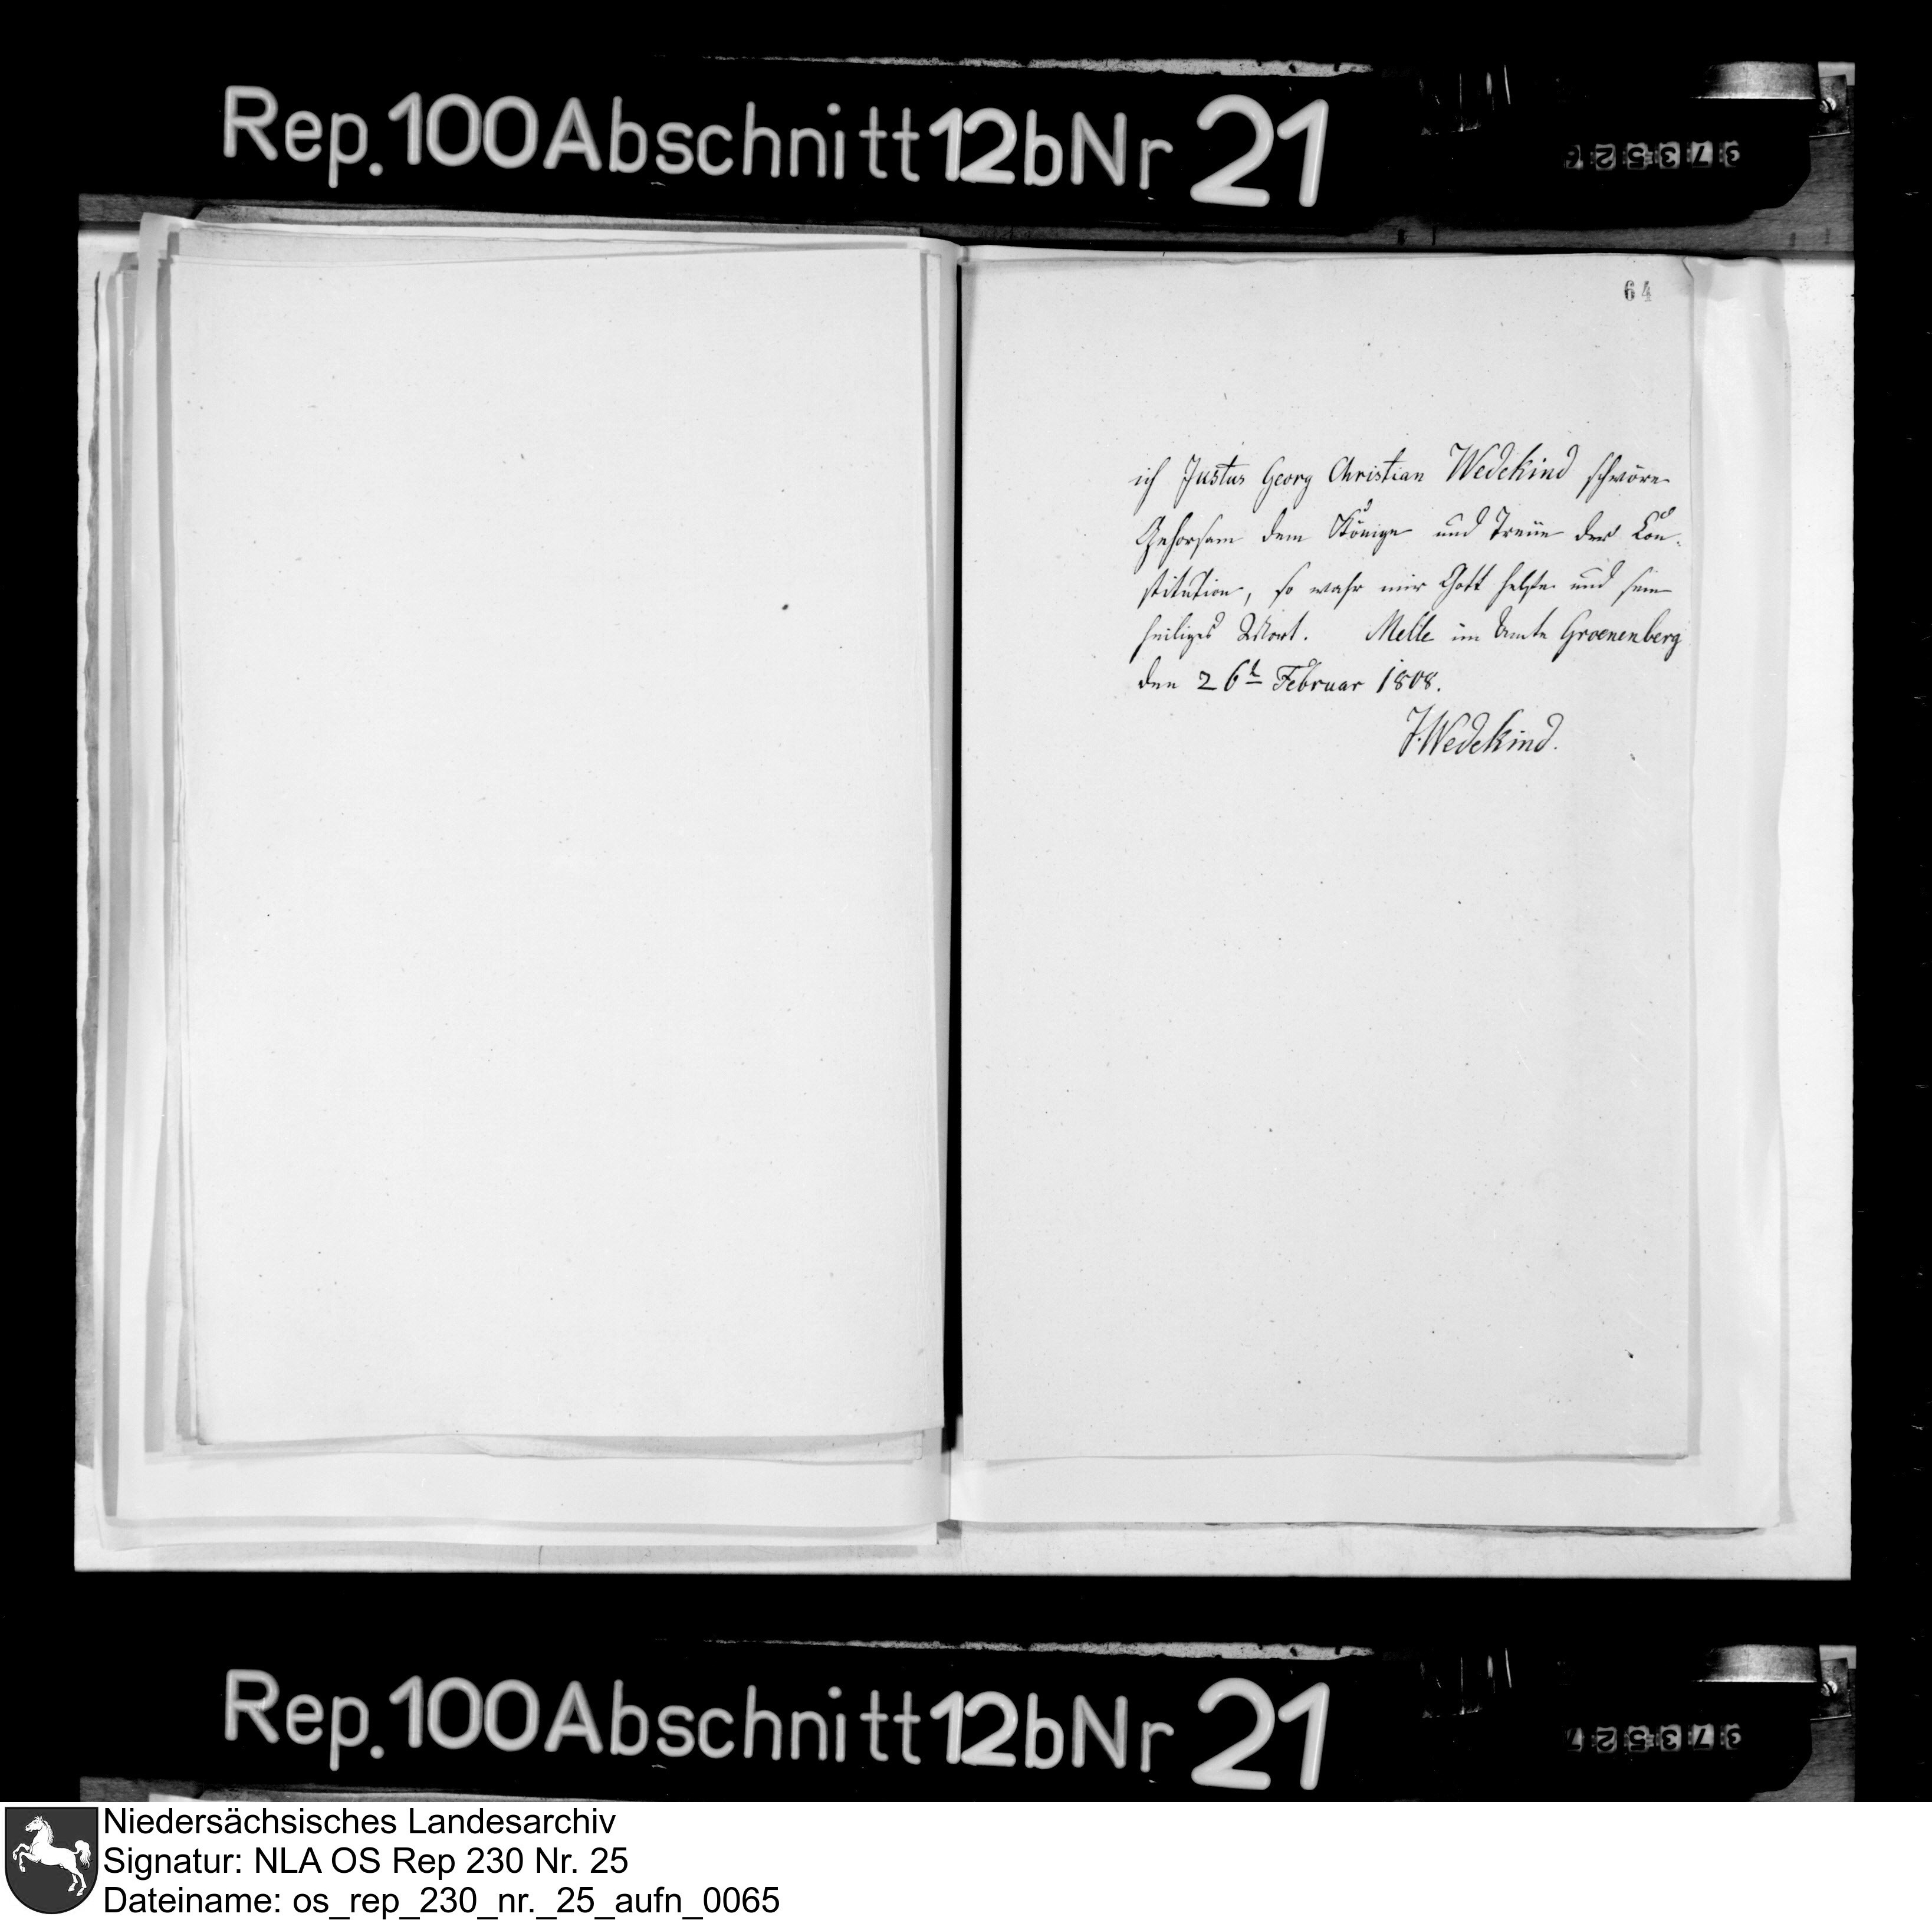 Rep. 100 Abschnitt 12b Nr 21
64
ich Justus Georg Christian Wedekind schwöre
Gehorsam dem Könige und Treüe der Con-
stitution, so wahr mir Gott helfe und sein
heiliges Wort. Melle im Amte Groenenberg
den 26t Februar 1808.
J. Wedekind.
Rep. 100 Abschnitt 12b Nr 21
Niedersächsisches Landesarchiv
Signatur: NLA OS Rep 230 Nr. 25
Dateiname: os_rep_230_nr._25_aufn_0065